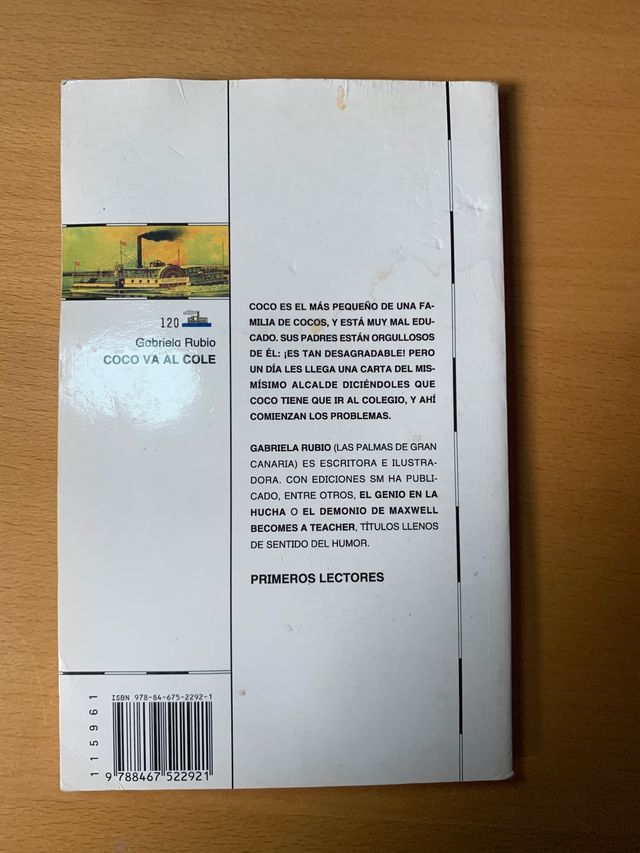 120
Gabriela Rubio
COCO VA AL COLE
COCO ES EL MÁS PEQUEÑO DE UNA FA-
MILIA DE COCOS, Y ESTÁ MUY MAL EDU-
CADO. SUS PADRES ESTÁN ORGULLOSOS
DE ÉL: ¡ES TAN DESAGRADABLE! PERO
UN DÍA LES LLEGA UNA CARTA DEL MIS-
MÍSIMO ALCALDE DICIÉNDOLES QUE
COCO TIENE QUE IR AL COLEGIO, Y AHÍ
COMIENZAN LOS PROBLEMAS.
GABRIELA RUBIO (LAS PALMAS DE GRAN
CANARIA) ES ESCRITORA E ILUSTRA-
DORA. CON EDICIONES SM HA PUBLI-
CADO, ENTRE OTROS, EL GENIO EN LA
HUCHA O EL DEMONIO DE MAXWELL
BECOMES A TEACHER, TÍTULOS LLENOS
DE SENTIDO DEL HUMOR.
PRIMEROS LECTORES
ISBN 978-84-675-2292-1
115961
9 788467 522921